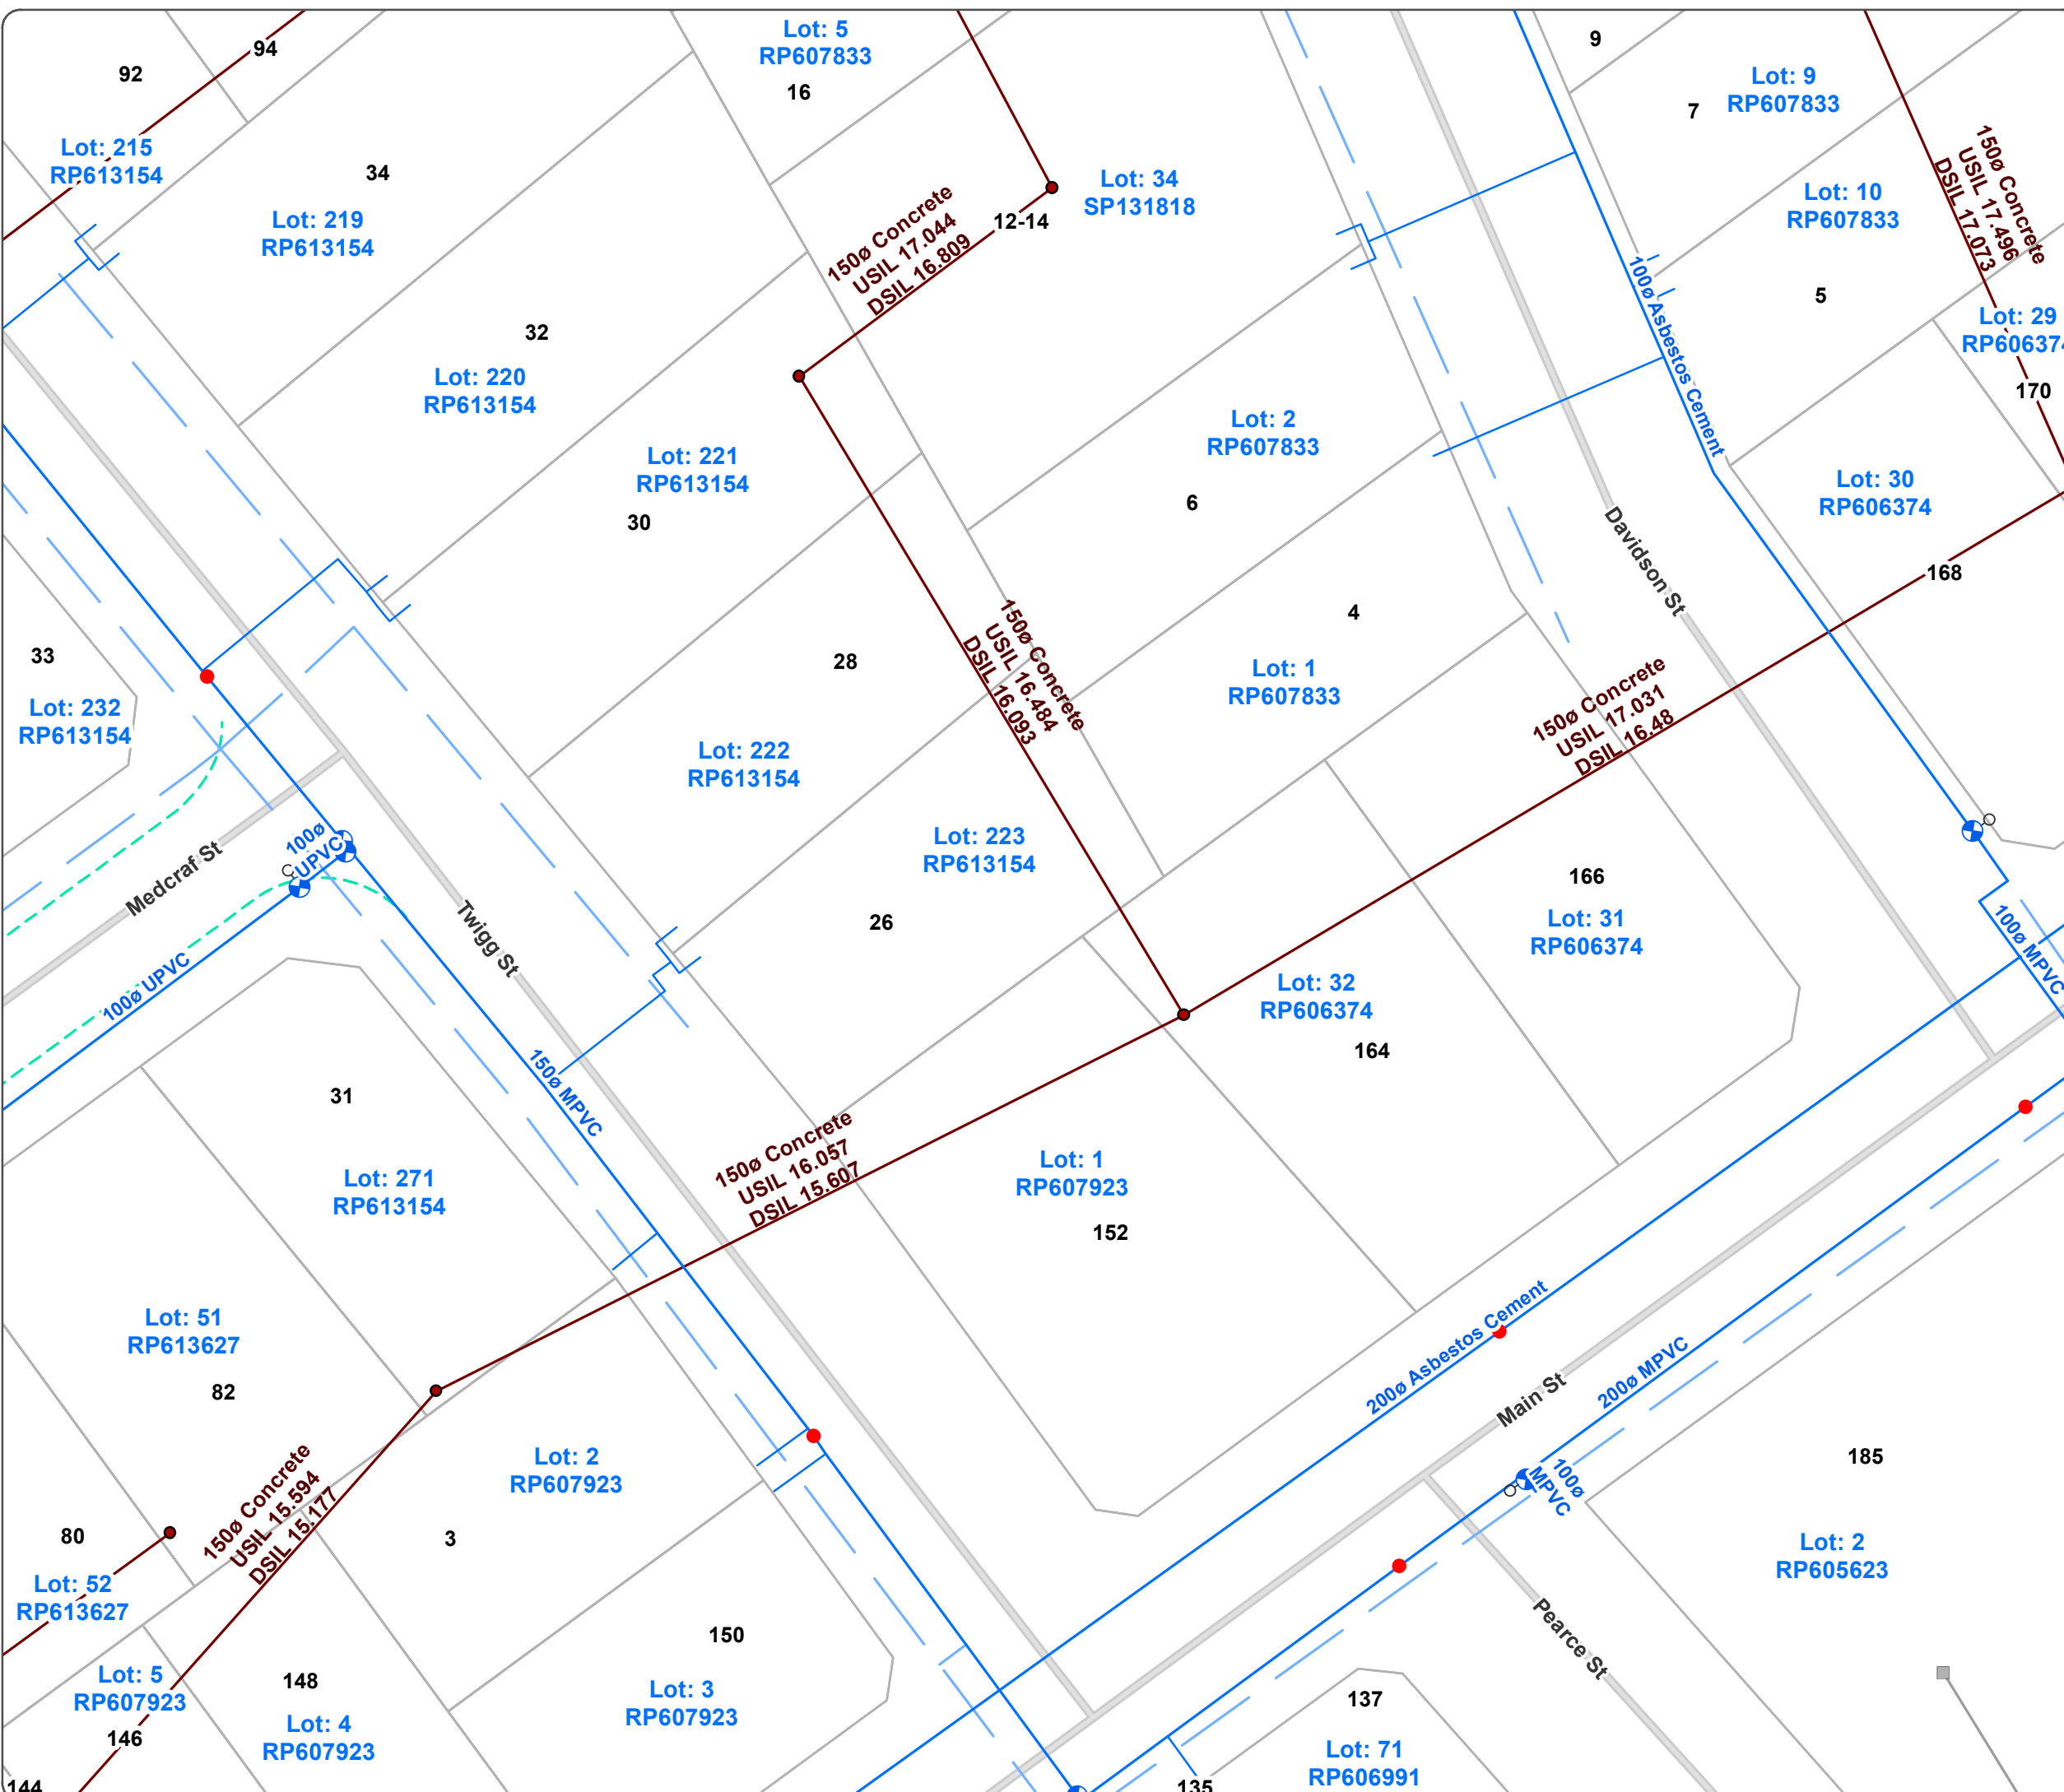 92
94
Lot: 215
RP613154
34
Lot: 219
RP613154
Lot: 5
RP607833
16
Lot: 34
SP131818
12-14
150ø Concrete
USIL 17.044
DSIL 16.809
9
7
Lot: 9
RP607833
Lot: 10
RP607833
5
150ø Concrete
USIL 17.496
DSIL 17.073
Lot: 29
170
32
Lot: 220
RP613154
Lot: 221
RP613154
30
Lot: 2
RP607833
6
100ø Asbestos Cement
Lot: 30
RP606374
Davidson St
168
33
Lot: 232
RP613154
28
Lot: 222
RP613154
150ø Concrete
USIL 16.484
DSIL 16.093
4
Lot: 1
RP607833
150ø Concrete
USIL 17.031
DSIL 16.48
Medcraf St
100ø
UPVC
100ø UPVC
Twigg St
Lot: 223
RP613154
26
166
Lot: 31
RP606374
Lot: 32
RP606374
164
100ø MPVC
31
Lot: 271
RP613154
150ø MPVC
150ø Concrete
USIL 16.057
DSIL 15.607
Lot: 1
RP607923
152
Lot: 51
RP613627
82
200ø Asbestos Cement
Main St
200ø MPVC
100ø
MPVC
185
Lot: 2
RP605623
80
Lot: 52
RP613627
150ø Concrete
USIL 15.594
DSIL 15.177
Lot: 2
RP607923
3
150
Lot: 3
RP607923
Pearce St
Lot: 5
RP607923
146
148
Lot: 4
RP607923
144
137
Lot: 71
RP606991
135